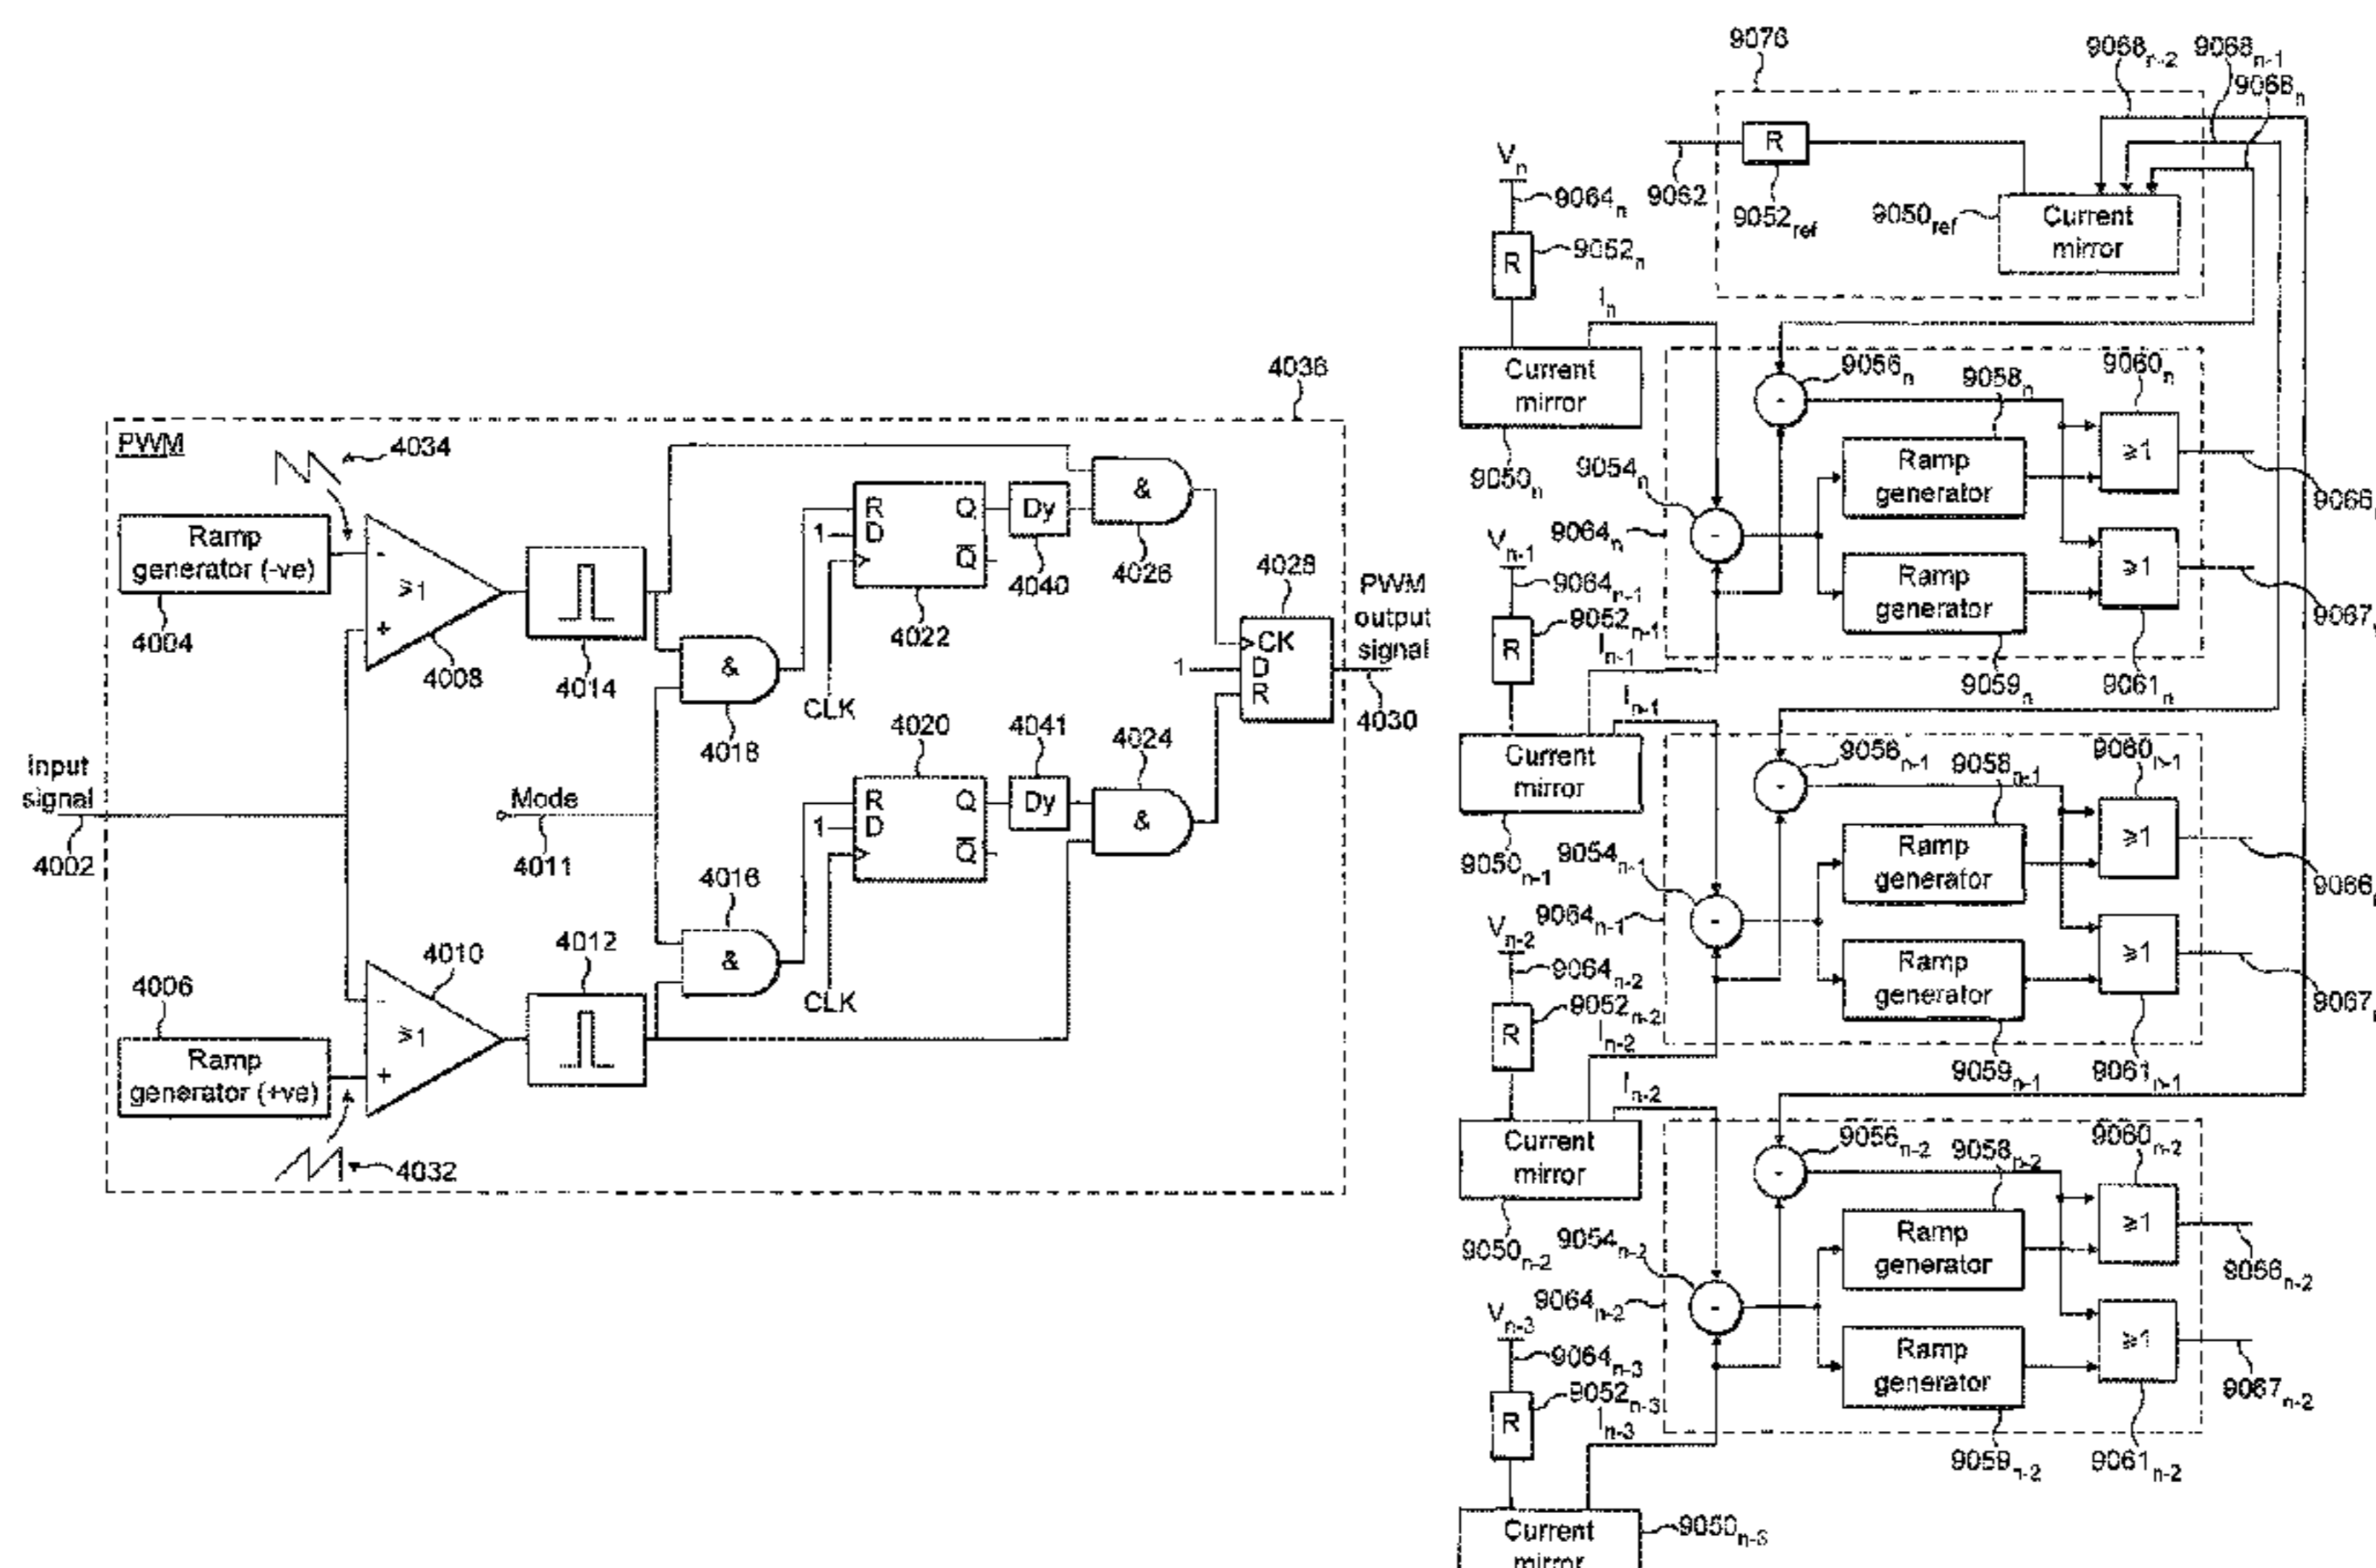 PWM
4036
4034
Ramp
generator (-ve)
4004
-
≥1
+
4008
4014
&
4018
R
D
Q
Q̅
1
CLK
4022
Dy
4040
&
4026
4028
CK
D
R
1
PWM
output
signal
4030
Input
signal
4002
Mode
4011
4006
Ramp
generator (+ve)
4010
-
≥1
+
4032
4012
4016
&
4020
R
D
Q
Q̅
1
CLK
4041
Dy
4024
&
9076
9068n-2
9068n-1
9068n
R
9062
9052ref
9050ref
Current
mirror
Vn
9064n
R
9052n
In
Current
mirror
9050n
9056n
-
9058n
9060n
9054n
-
9064n
Ramp
generator
≥1
9066
Ramp
generator
≥1
9067
9059n
9061n
Vn-1
9064n-1
R
9052n-1
In-1
In-1
Current
mirror
9050n-1
9056n-1
-
9058n-1
9060n-1
9054n-1
-
9064n-1
Ramp
generator
≥1
9066
Ramp
generator
≥1
9067
9059n-1
9061n-1
Vn-2
9064n-2
R
9052n-2
In-2
In-2
Current
mirror
9050n-2
9056n-2
-
9058n-2
9060n-2
9054n-2
-
9064n-2
Ramp
generator
≥1
9066n-2
Ramp
generator
≥1
9067n-2
9059n-2
9061n-2
Vn-3
9064n-3
R
9052n-3
In-3
Current
mirror
9050n-3